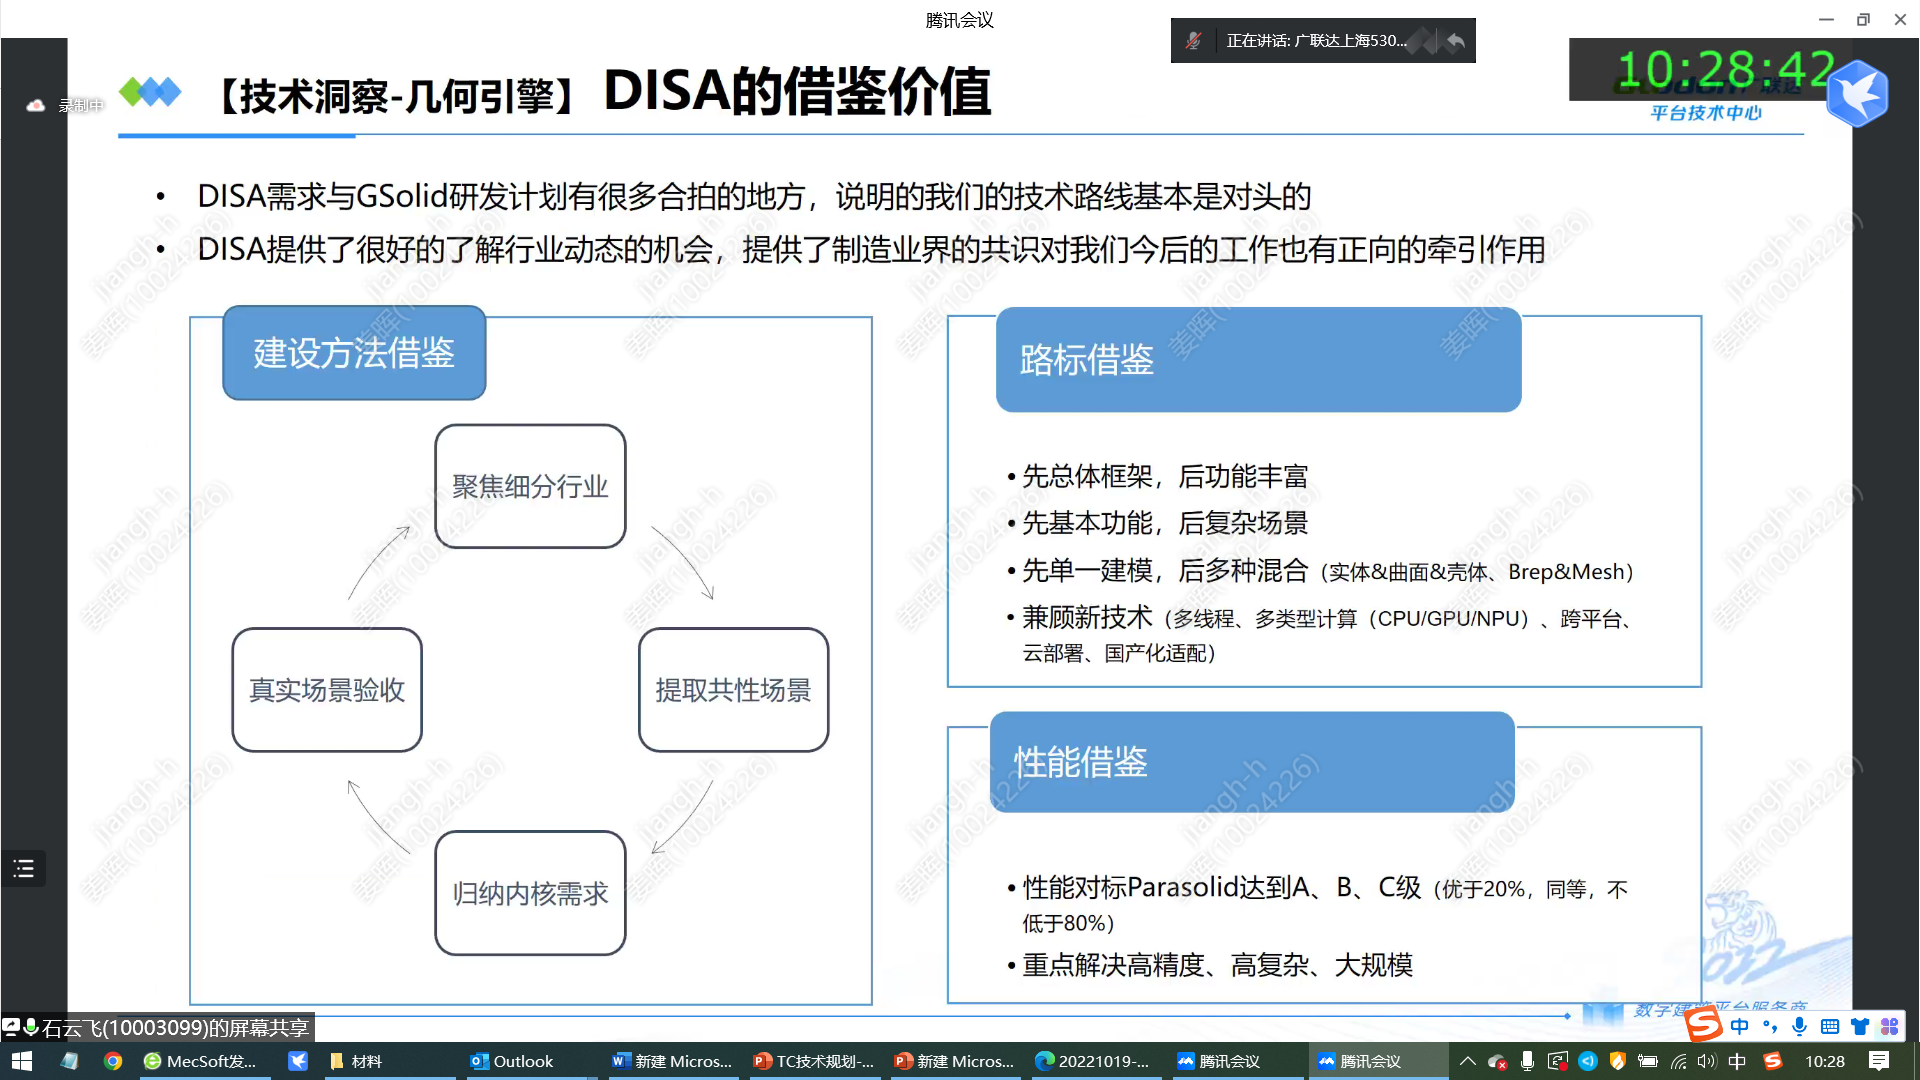 腾讯会议
正在讲话: 广联达上海530...
录制中
【技术洞察-几何引擎】 DISA的借鉴价值
10:28:42
平台技术中心
• DISA需求与GSolid研发计划有很多合拍的地方，说明的我们的技术路线基本是对头的
• DISA提供了很好的了解行业动态的机会，提供了制造业界的共识对我们今后的工作也有正向的牵引作用
建设方法借鉴
聚焦细分行业
真实场景验收
提取共性场景
归纳内核需求
路标借鉴
• 先总体框架，后功能丰富
• 先基本功能，后复杂场景
• 先单一建模，后多种混合（实体&曲面&壳体、Brep&Mesh）
• 兼顾新技术（多线程、多类型计算（CPU/GPU/NPU）、跨平台、
云部署、国产化适配）
性能借鉴
• 性能对标Parasolid达到A、B、C级（优于20%，同等，不
低于80%）
• 重点解决高精度、高复杂、大规模
2022
数字建筑平台服务商
jiangh-h
姜晖(10024226)
石云飞(10003099)的屏幕共享
中
MecSoft发...
材料
Outlook
新建 Micros...
TC技术规划-...
新建 Micros...
20221019-...
腾讯会议
腾讯会议
中
10:28